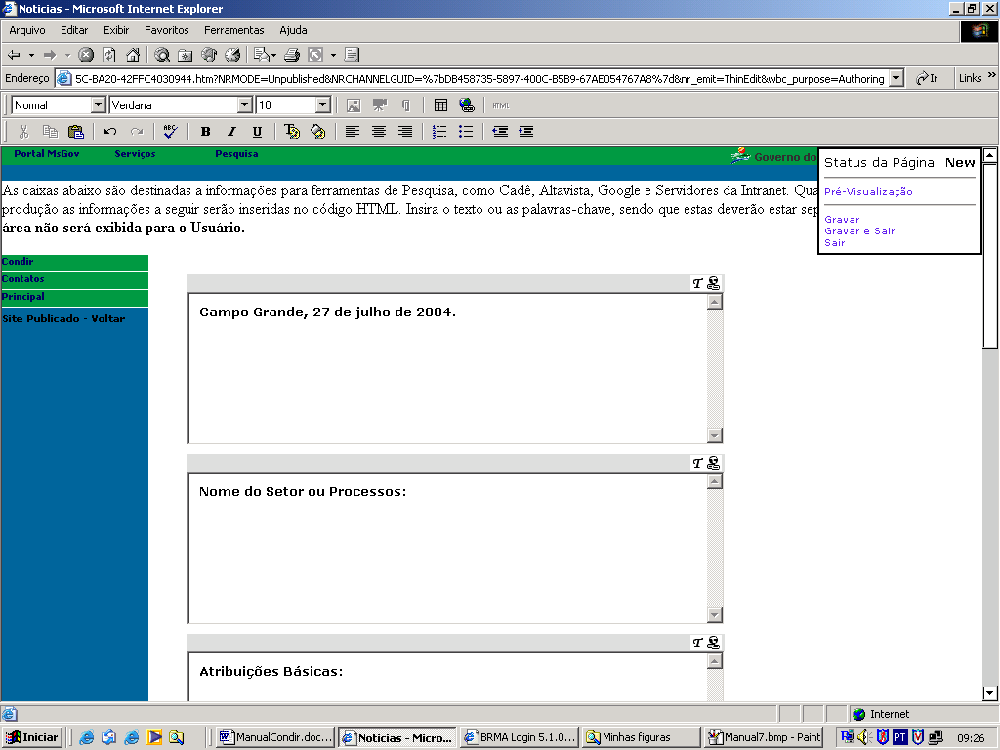 Noticias - Microsoft Internet Explorer
Arquivo Editar Exibir Favoritos Ferramentas Ajuda
Endereço 5C-BA20-42FFC4030944.htm?NRMODE=Unpublished&NRCHANNELGUID=%7bDB458735-5897-400C-B5B9-67AE054767A8%7d&nr_emit=ThinEdit&wbc_purpose=Authoring Ir Links »
Normal Verdana 10 HTML
ABC B I U
Portal MsGov Serviços Pesquisa Governo do
Status da Página: New
Pré-Visualização
Gravar
Gravar e Sair
Sair
As caixas abaixo são destinadas a informações para ferramentas de Pesquisa, como Cadê, Altavista, Google e Servidores da Intranet. Qua
produção as informações a seguir serão inseridas no código HTML. Insira o texto ou as palavras-chave, sendo que estas deverão estar sep
área não será exibida para o Usuário.
Condir
Contatos
Principal
Site Publicado - Voltar
T
Campo Grande, 27 de julho de 2004.
T
Nome do Setor ou Processos:
T
Atribuições Básicas:
Internet
Iniciar ManualCondir.doc... Noticias - Micro... BRMA Login 5.1.0... Minhas figuras Manual7.bmp - Paint PT 09:26